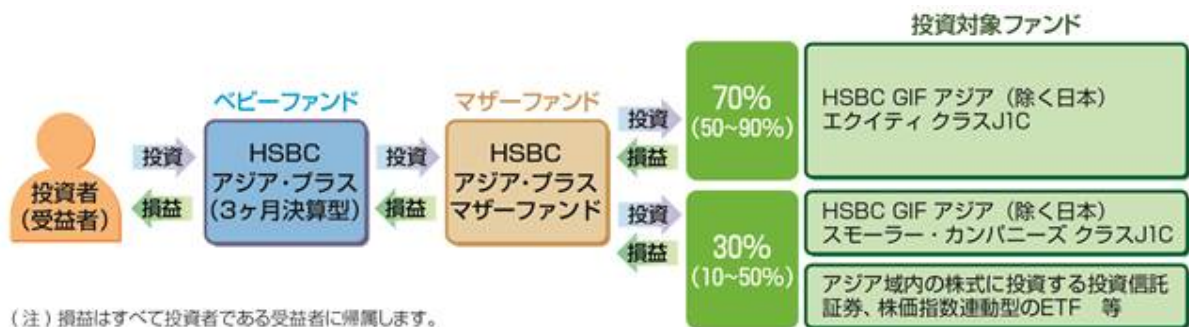 投資対象ファンド
ベビーファンド
マザーファンド
投資者
(受益者)
投資
損益
HSBC
アジア・プラス
(3ヶ月決算型)
投資
損益
HSBC
アジア・プラス
マザーファンド
投資
損益
70%
(50~90%)
HSBC GIF アジア (除く日本)
エクイティ クラスJ1C
投資
損益
30%
(10~50%)
HSBC GIF アジア (除く日本)
スモーラー・カンパニーズ クラスJ1C
アジア域内の株式に投資する投資信託
証券、株価指数連動型のETF 等
(注) 損益はすべて投資者である受益者に帰属します。